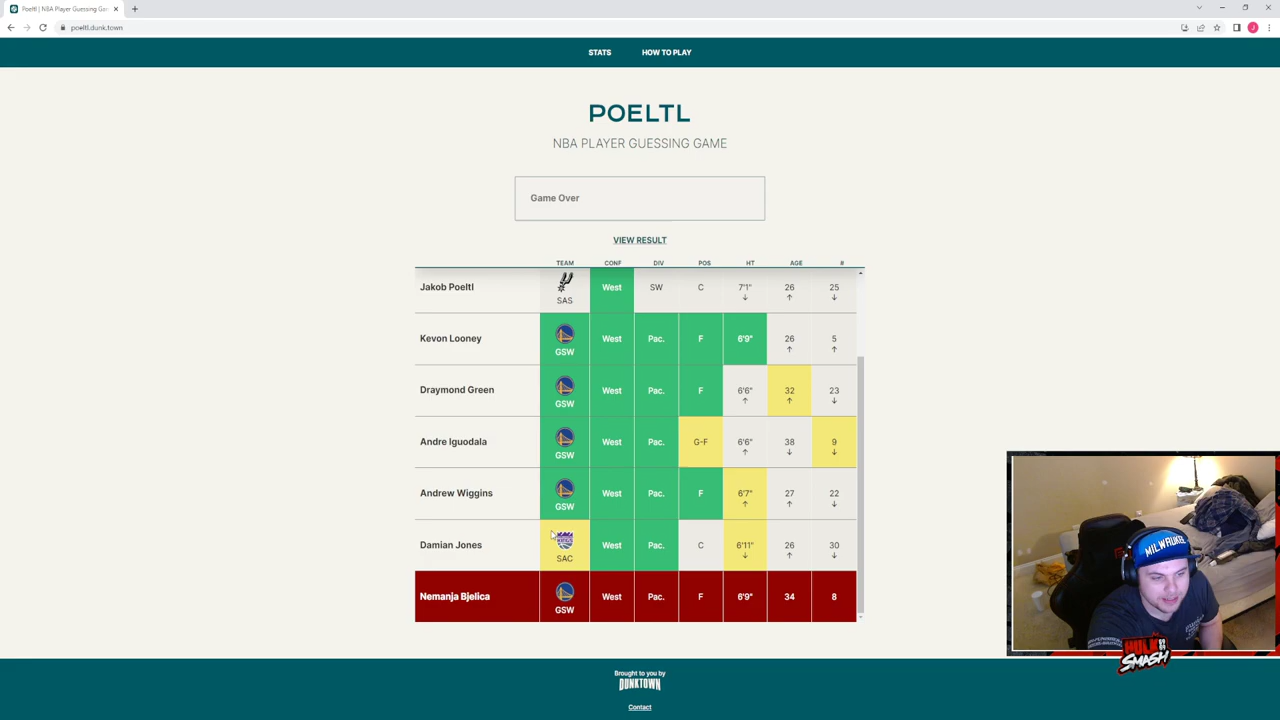 Poeltl | NBA Player Guessing Game
poeltl.dunk.town
STATS HOW TO PLAY
POELTL
NBA PLAYER GUESSING GAME
Game Over
VIEW RESULT
TEAM CONF DIV POS HT AGE #
Jakob Poeltl SAS West SW C 7'1" ↓ 26 ↑ 25 ↓
Kevon Looney GSW West Pac. F 6'9" 26 ↑ 5 ↑
Draymond Green GSW West Pac. F 6'6" ↑ 32 ↑ 23 ↓
Andre Iguodala GSW West Pac. G-F 6'6" ↑ 38 ↓ 9 ↓
Andrew Wiggins GSW West Pac. F 6'7" ↑ 27 ↑ 22 ↓
Damian Jones SAC West Pac. C 6'11" ↓ 26 ↑ 30 ↓
Nemanja Bjelica GSW West Pac. F 6'9" 34 8
MILWAUKEE
HULK
SMASH
Brought to you by
DUNKTOWN
Contact